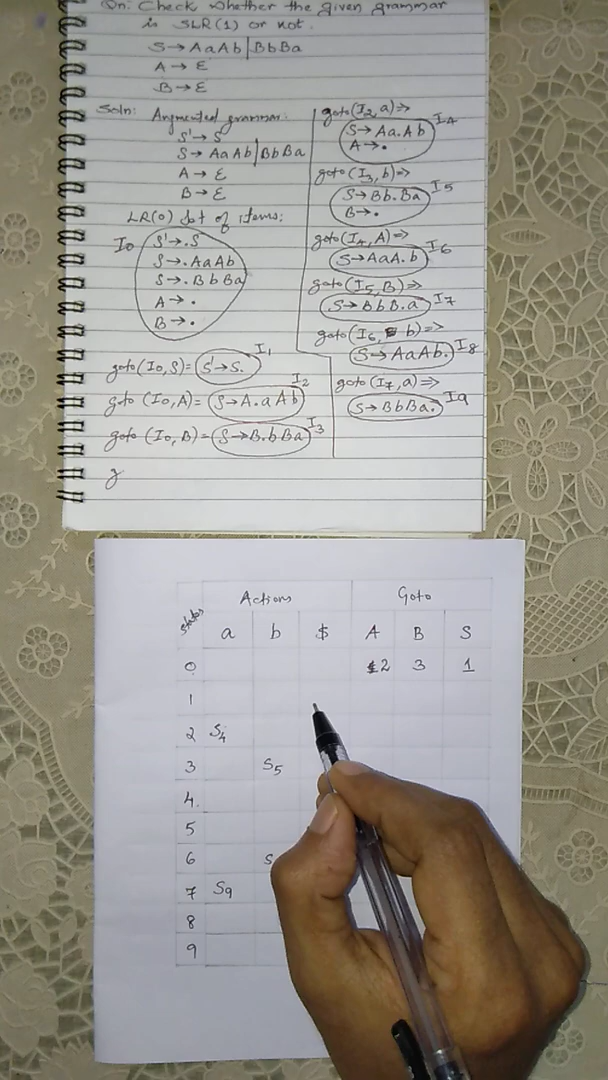 Qn: Check whether the given grammar
is SLR(1) or not.
S→AaAb|BbBa
A→ε
B→ε
Soln: Augmented grammar:
S'→S
S→AaAb|BbBa
A→ε
B→ε
LR(0) set of items:
I0
S'→.S
S→.AaAb
S→.BbBa
A→.
B→.
goto(I0,S)= S'→S. I1
goto (I0,A)= S→A.aAb I2
goto (I0,B)= S→B.bBa I3
g
goto(I2,a)=>
S→Aa.Ab I4
A→.
goto(I3,b)=>
S→Bb.Ba I5
B→.
goto(I4,A)=>
S→AaA.b I6
goto(I5,B)=>
S→BbB.a I7
goto(I6, b)=>
S→AaAb. I8
goto(I7,a)=>
S→BbBa. I9
Actions Goto
States a b $ A B S
0 2 3 1
1
2 S4
3 S5
4.
5
6 S
7 S9
8
9